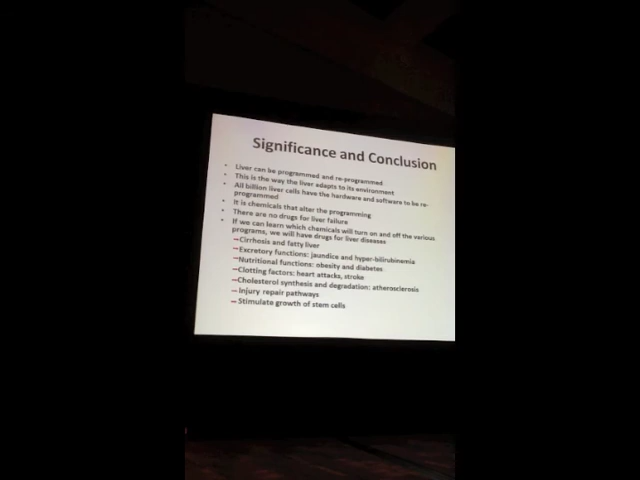 Significance and Conclusion
• Liver can be programmed and re-programmed
• This is the way the liver adapts to its environment
• All billion liver cells have the hardware and software to be re-
programmed
• It is chemicals that alter the programming
• There are no drugs for liver failure
• If we can learn which chemicals will turn on and off the various
programs, we will have drugs for liver diseases
–Cirrhosis and fatty liver
–Excretory functions: jaundice and hyper-bilirubinemia
–Nutritional functions: obesity and diabetes
–Clotting factors: heart attacks, stroke
–Cholesterol synthesis and degradation: atherosclerosis
– Injury repair pathways
– Stimulate growth of stem cells